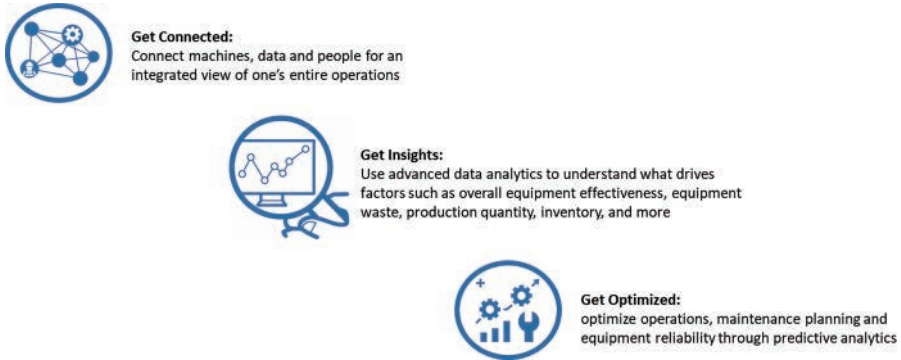 Get Connected:
Connect machines, data and people for an
integrated view of one's entire operations
Get Insights:
Use advanced data analytics to understand what drives
factors such as overall equipment effectiveness, equipment
waste, production quantity, inventory, and more
Get Optimized:
optimize operations, maintenance planning and
equipment reliability through predictive analytics